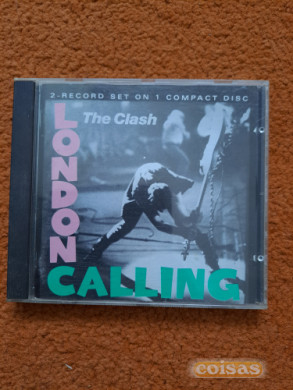 2-RECORD SET ON 1 COMPACT DISC
The Clash
LONDON
CALLING
coisas